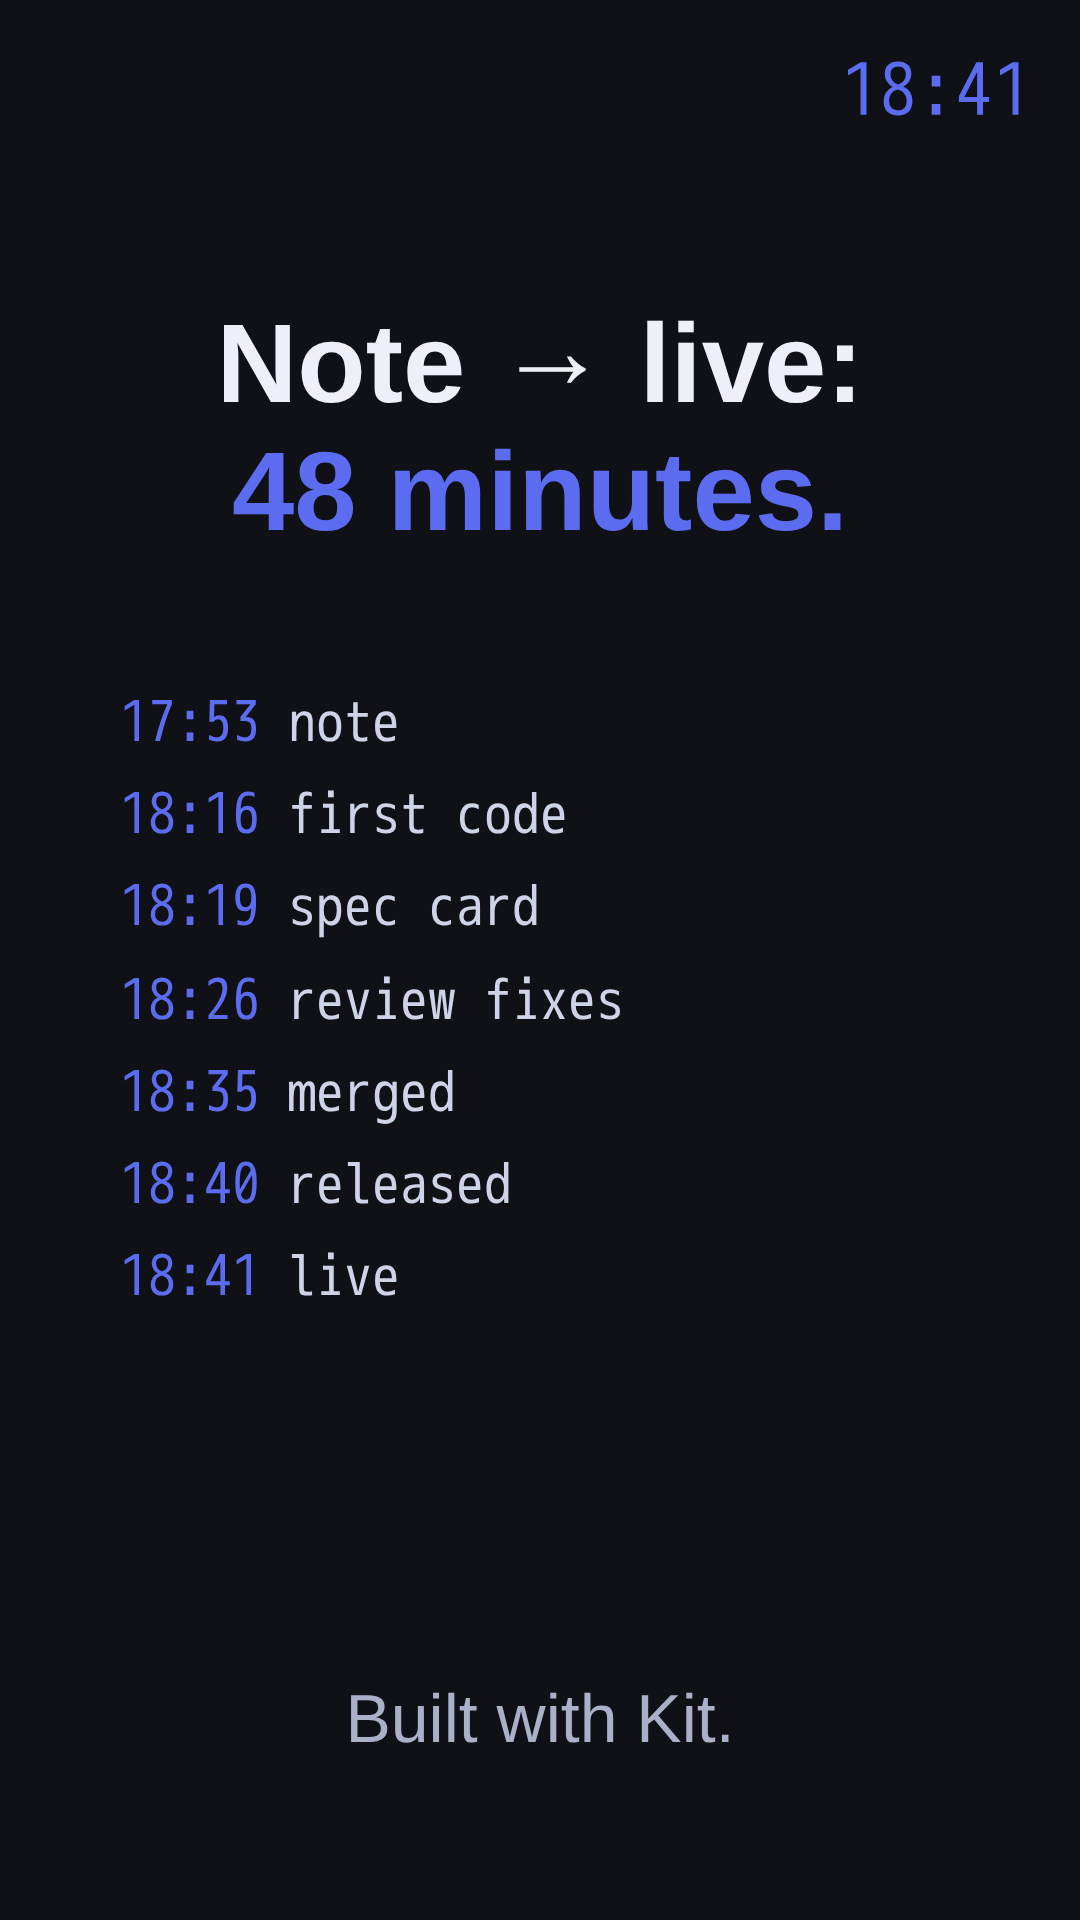 18:41
Note → live:
48 minutes.
17:53 note
18:16 first code
18:19 spec card
18:26 review fixes
18:35 merged
18:40 released
18:41 live
Built with Kit.